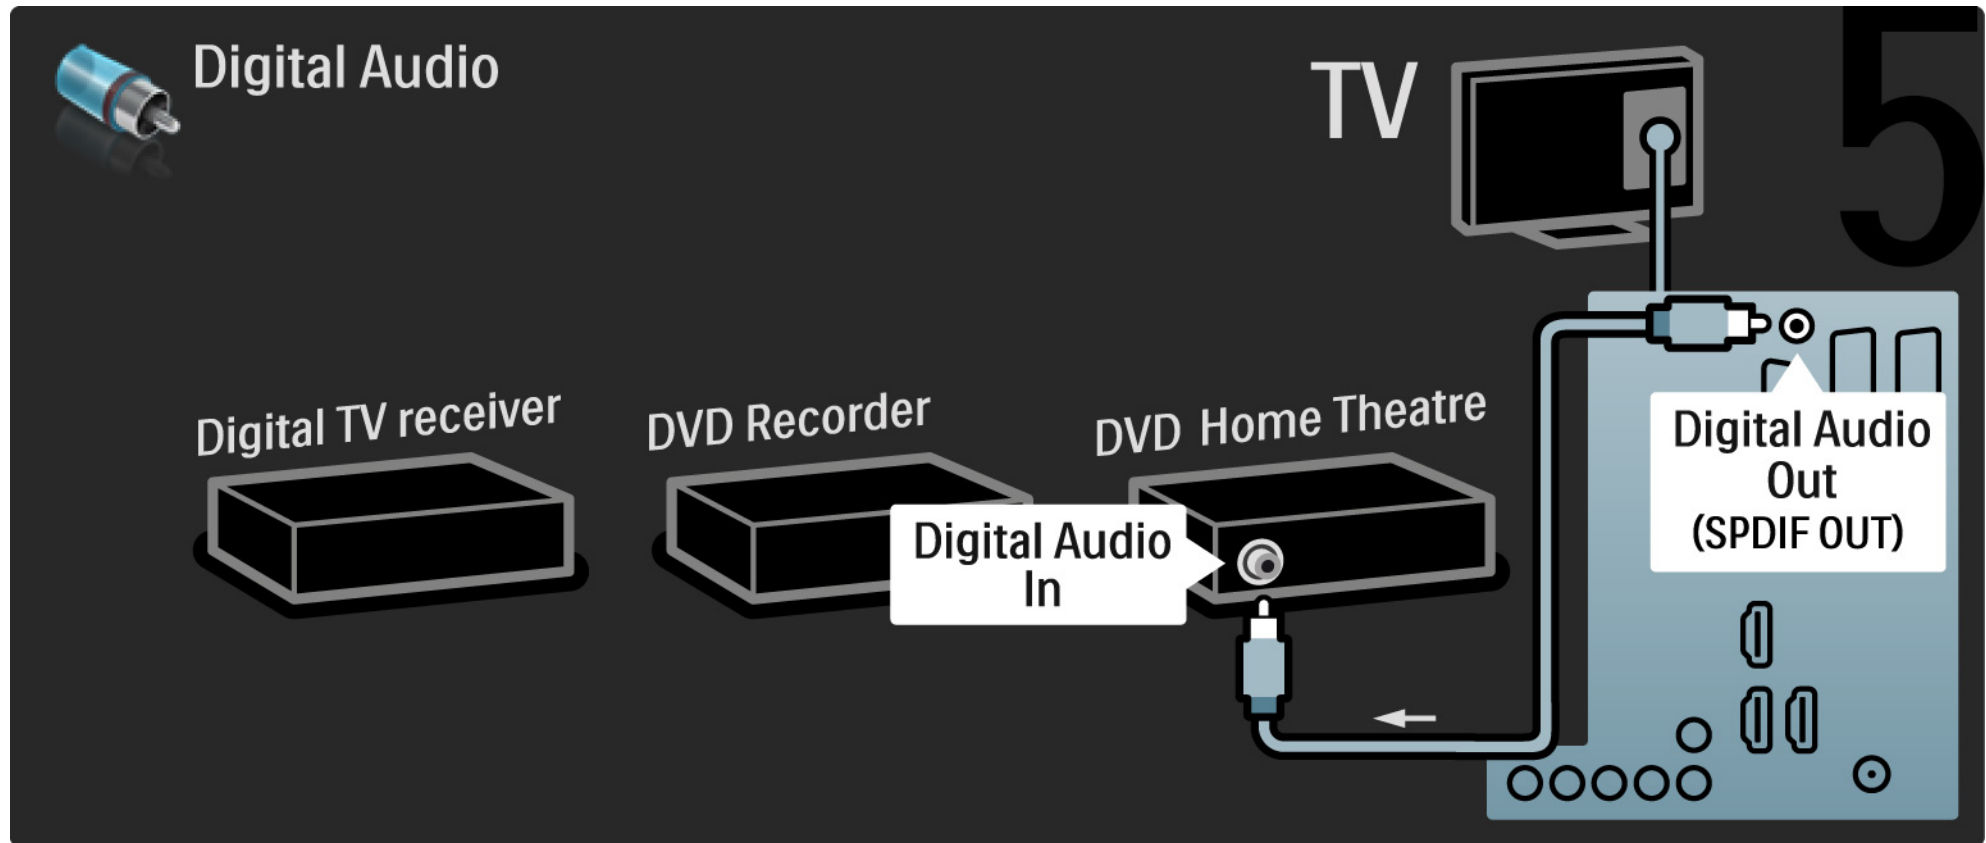 Digital Audio
TV
5
Digital TV receiver
DVD Recorder
DVD Home Theatre
Digital Audio
Out
(SPDIF OUT)
Digital Audio
In